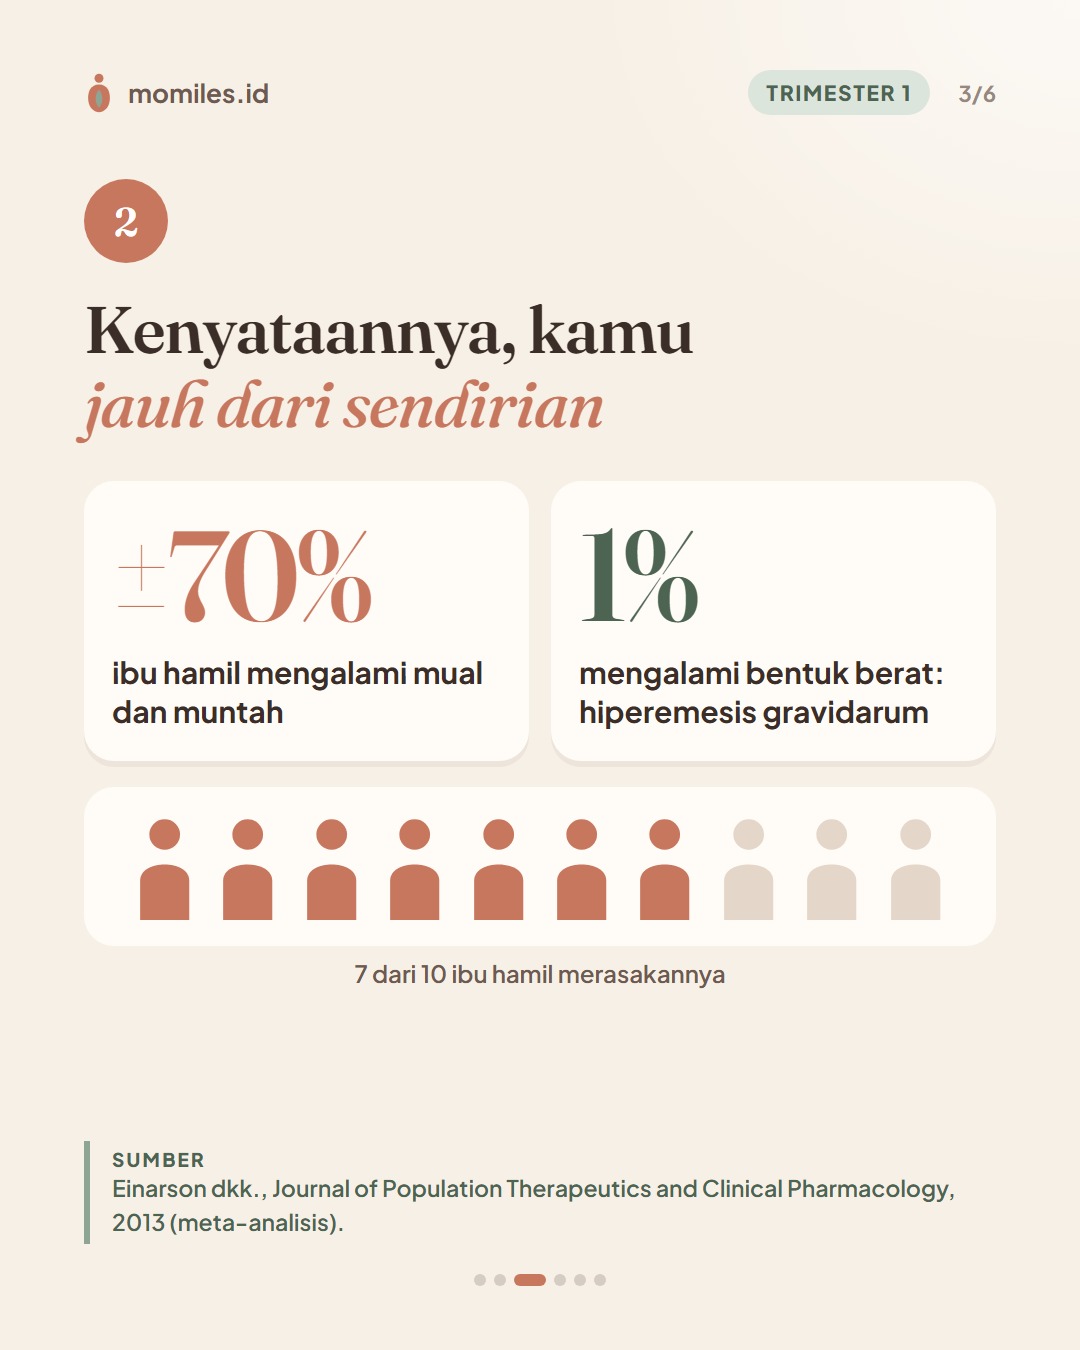 momiles.id
TRIMESTER 1
3/6
2
Kenyataannya, kamu
jauh dari sendirian
±70%
ibu hamil mengalami mual
dan muntah
1%
mengalami bentuk berat:
hiperemesis gravidarum
7 dari 10 ibu hamil merasakannya
SUMBER
Einarson dkk., Journal of Population Therapeutics and Clinical Pharmacology,
2013 (meta-analisis).